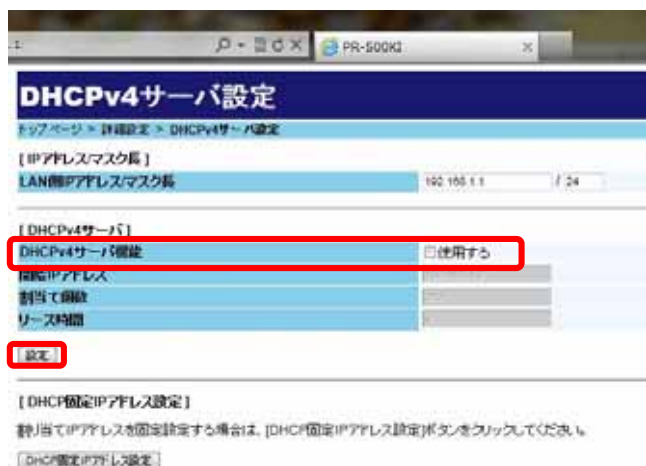 PR-500KI
DHCPv4サーバ設定
トップページ > 詳細設定 > DHCPv4サーバ設定
[IPアドレス/マスク長]
LAN側IPアドレス/マスク長 192.168.1.1 / 24
[DHCPv4サーバ]
DHCPv4サーバ機能 使用する
開始IPアドレス
割当て個数
リース時間
設定
[DHCP固定IPアドレス設定]
割り当てIPアドレスを固定設定する場合は、[DHCP固定IPアドレス設定]ボタンをクリックしてください。
DHCP固定IPアドレス設定